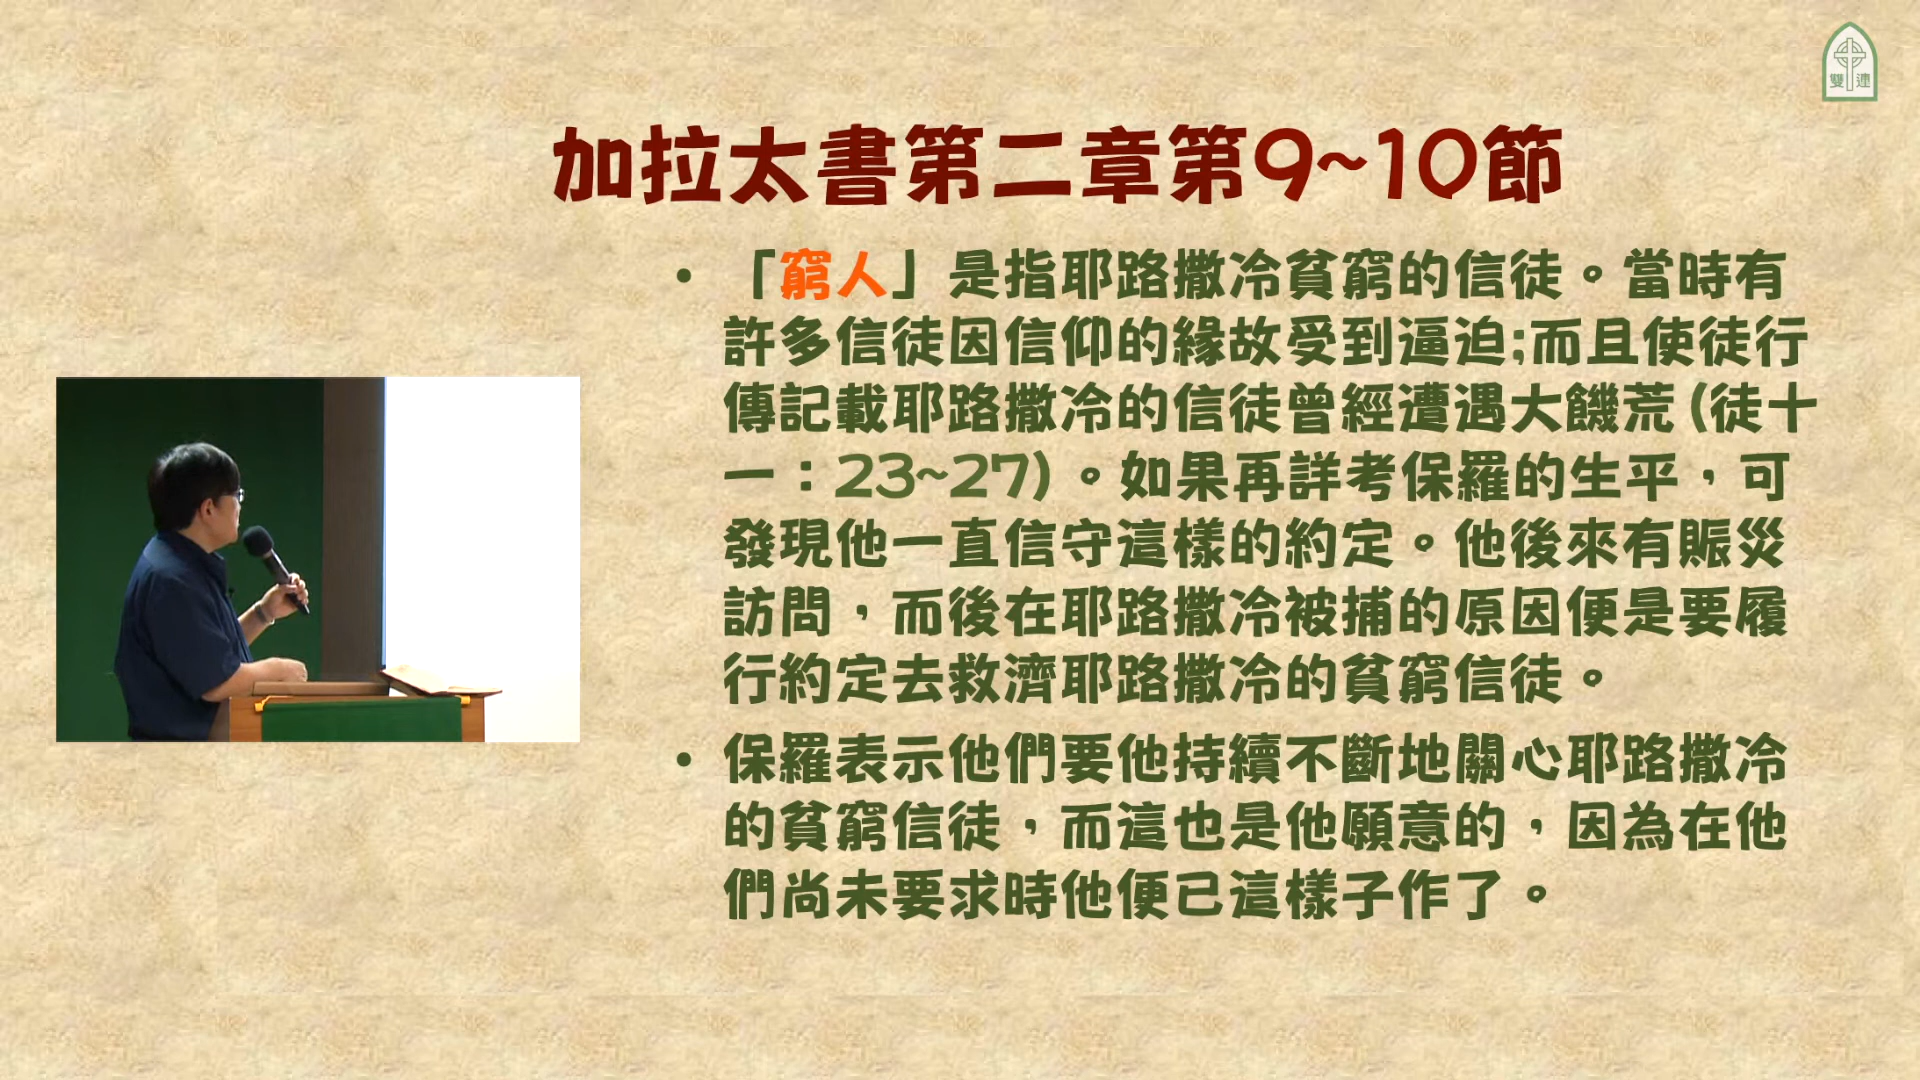 雙連
加拉太書第二章第9~10節
• 「窮人」是指耶路撒冷貧窮的信徒。當時有
許多信徒因信仰的緣故受到逼迫;而且使徒行
傳記載耶路撒冷的信徒曾經遭遇大饑荒(徒十
一：23~27)。如果再詳考保羅的生平，可
發現他一直信守這樣的約定。他後來有賑災
訪問，而後在耶路撒冷被捕的原因便是要履
行約定去救濟耶路撒冷的貧窮信徒。
• 保羅表示他們要他持續不斷地關心耶路撒冷
的貧窮信徒，而這也是他願意的，因為在他
們尚未要求時他便已這樣子作了。